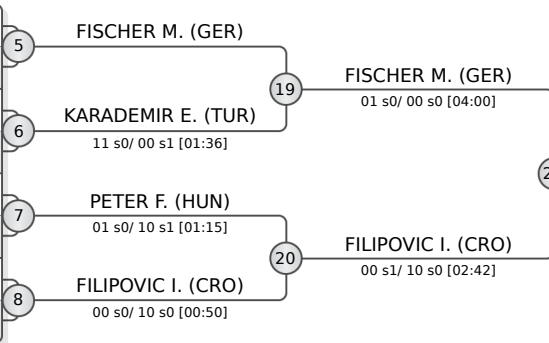 5
FISCHER M. (GER)
6
KARADEMIR E. (TUR)
11 s0/ 00 s1 [01:36]
19
FISCHER M. (GER)
01 s0/ 00 s0 [04:00]
7
PETER F. (HUN)
01 s0/ 10 s1 [01:15]
8
FILIPOVIC I. (CRO)
00 s0/ 10 s0 [00:50]
20
FILIPOVIC I. (CRO)
00 s1/ 10 s0 [02:42]